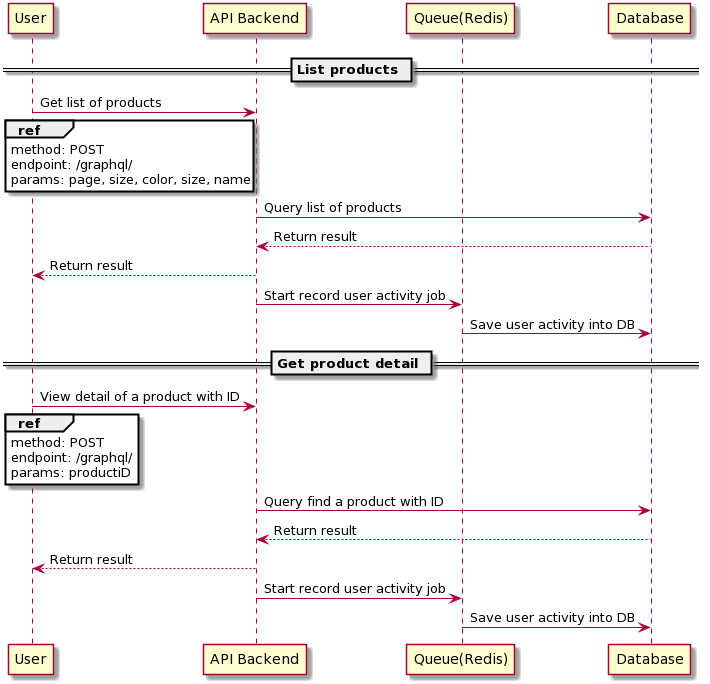 User
API Backend
Queue(Redis)
Database
List products
Get list of products
ref
method: POST
endpoint: /graphql/
params: page, size, color, size, name
Query list of products
Return result
Return result
Start record user activity job
Save user activity into DB
Get product detail
View detail of a product with ID
ref
method: POST
endpoint: /graphql/
params: productiD
Query find a product with ID
Return result
Return result
Start record user activity job
Save user activity into DB
User
API Backend
Queue(Redis)
Database